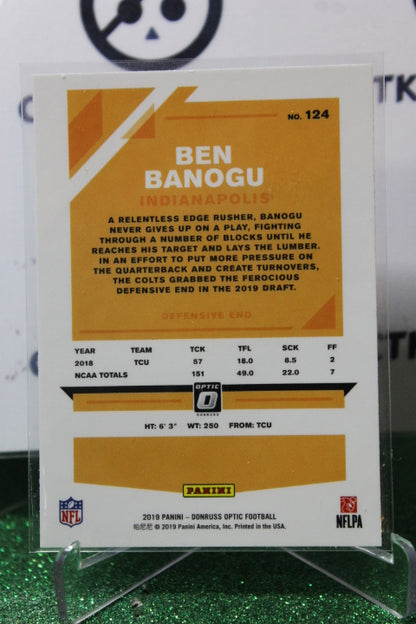 NO. 124
BEN
BANOGU
INDIANAPOLIS
A RELENTLESS EDGE RUSHER, BANOGU
NEVER GIVES UP ON A PLAY, FIGHTING
THROUGH A NUMBER OF BLOCKS UNTIL HE
REACHES HIS TARGET AND LAYS THE LUMBER.
IN AN EFFORT TO PUT MORE PRESSURE ON
THE QUARTERBACK AND CREATE TURNOVERS,
THE COLTS GRABBED THE FEROCIOUS
DEFENSIVE END IN THE 2019 DRAFT.
DEFENSIVE END
YEAR TEAM TCK TFL SCK FF
2018 TCU 57 18.0 8.5 2
NCAA TOTALS 151 49.0 22.0 7
OPTIC
DONRUSS
HT: 6' 3" WT: 250 FROM: TCU
PANINI
2019 PANINI – DONRUSS OPTIC FOOTBALL
帕尼尼 © 2019 Panini America, Inc. Printed in the USA.
NFL
NFLPA